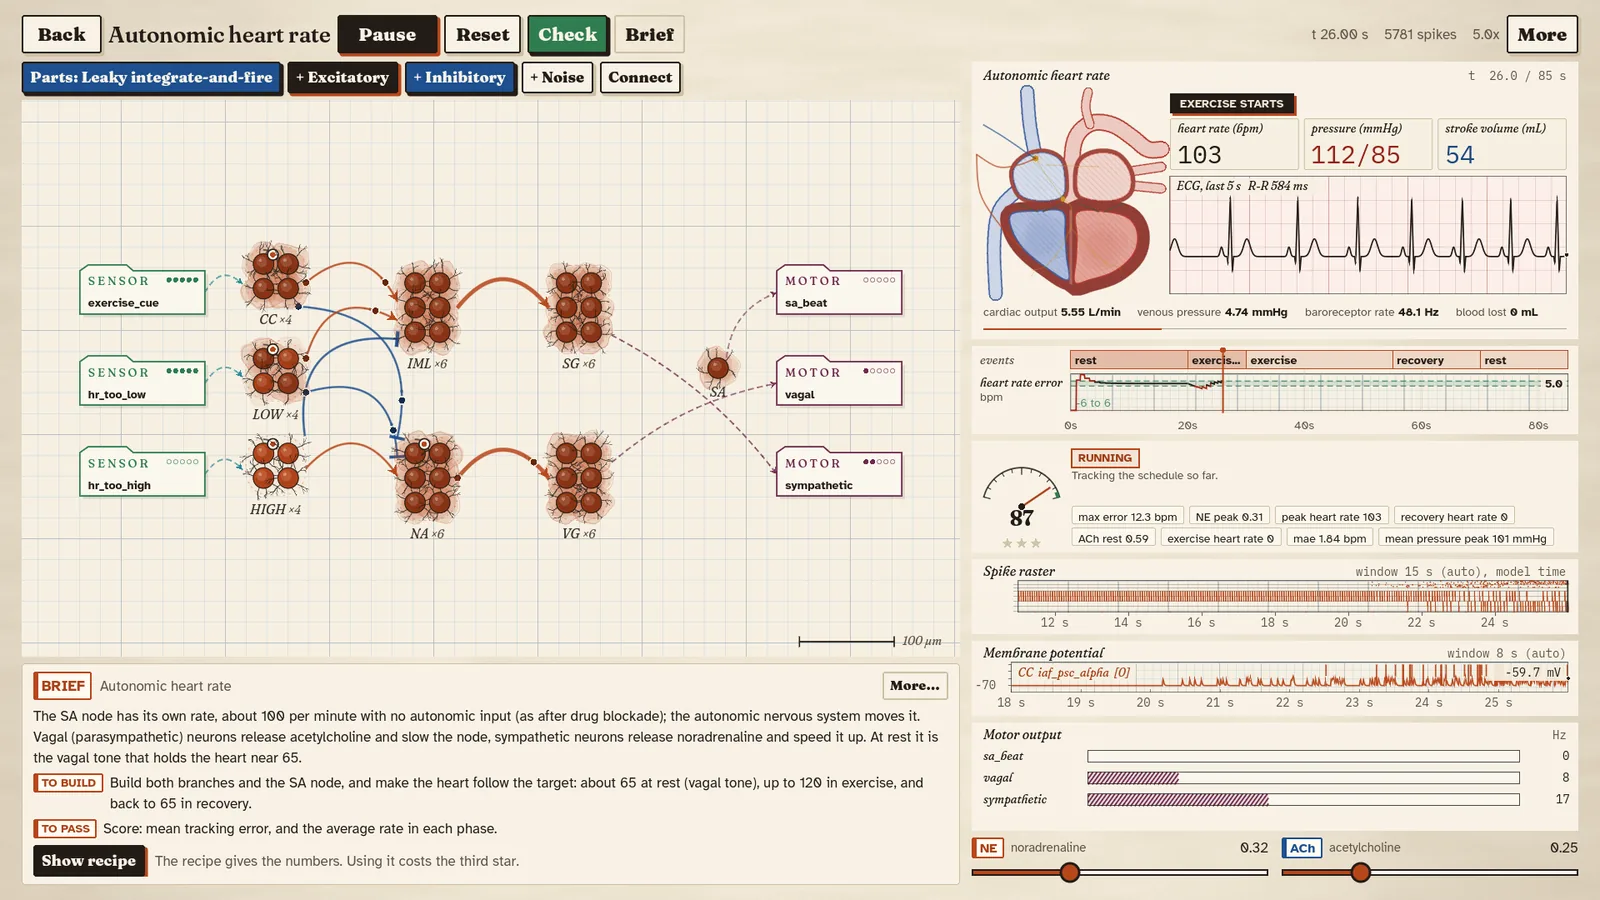 Back Autonomic heart rate Pause Reset Check Brief t 26.00 s 5781 spikes 5.0x More
Parts: Leaky integrate-and-fire + Excitatory + Inhibitory + Noise Connect
SENSOR
exercise_cue
SENSOR
hr_too_low
SENSOR
hr_too_high
CC ×4
LOW ×4
HIGH ×4
IML ×6
NA ×6
SG ×6
VG ×6
SA
MOTOR
sa_beat
MOTOR
vagal
MOTOR
sympathetic
100 µm
BRIEF Autonomic heart rate More...
The SA node has its own rate, about 100 per minute with no autonomic input (as after drug blockade); the autonomic nervous system moves it.
Vagal (parasympathetic) neurons release acetylcholine and slow the node, sympathetic neurons release noradrenaline and speed it up. At rest it is
the vagal tone that holds the heart near 65.
TO BUILD Build both branches and the SA node, and make the heart follow the target: about 65 at rest (vagal tone), up to 120 in exercise, and
back to 65 in recovery.
TO PASS Score: mean tracking error, and the average rate in each phase.
Show recipe The recipe gives the numbers. Using it costs the third star.
Autonomic heart rate t 26.0 / 85 s
EXERCISE STARTS
heart rate (bpm) pressure (mmHg) stroke volume (mL)
103 112/85 54
ECG, last 5 s R-R 584 ms
cardiac output 5.55 L/min venous pressure 4.74 mmHg baroreceptor rate 48.1 Hz blood lost 0 mL
events rest exercis... exercise recovery rest
heart rate error 5.0
bpm
-6 to 6
0s 20s 40s 60s 80s
RUNNING
Tracking the schedule so far.
87
max error 12.3 bpm NE peak 0.31 peak heart rate 103 recovery heart rate 0
ACh rest 0.59 exercise heart rate 0 mae 1.84 bpm mean pressure peak 101 mmHg
★★★
Spike raster window 15 s (auto), model time
12 s 14 s 16 s 18 s 20 s 22 s 24 s
Membrane potential window 8 s (auto)
CC iaf_psc_alpha [0] -59.7 mV
-70
18 s 19 s 20 s 21 s 22 s 23 s 24 s 25 s
Motor output Hz
sa_beat 0
vagal 8
sympathetic 17
NE noradrenaline 0.32 ACh acetylcholine 0.25